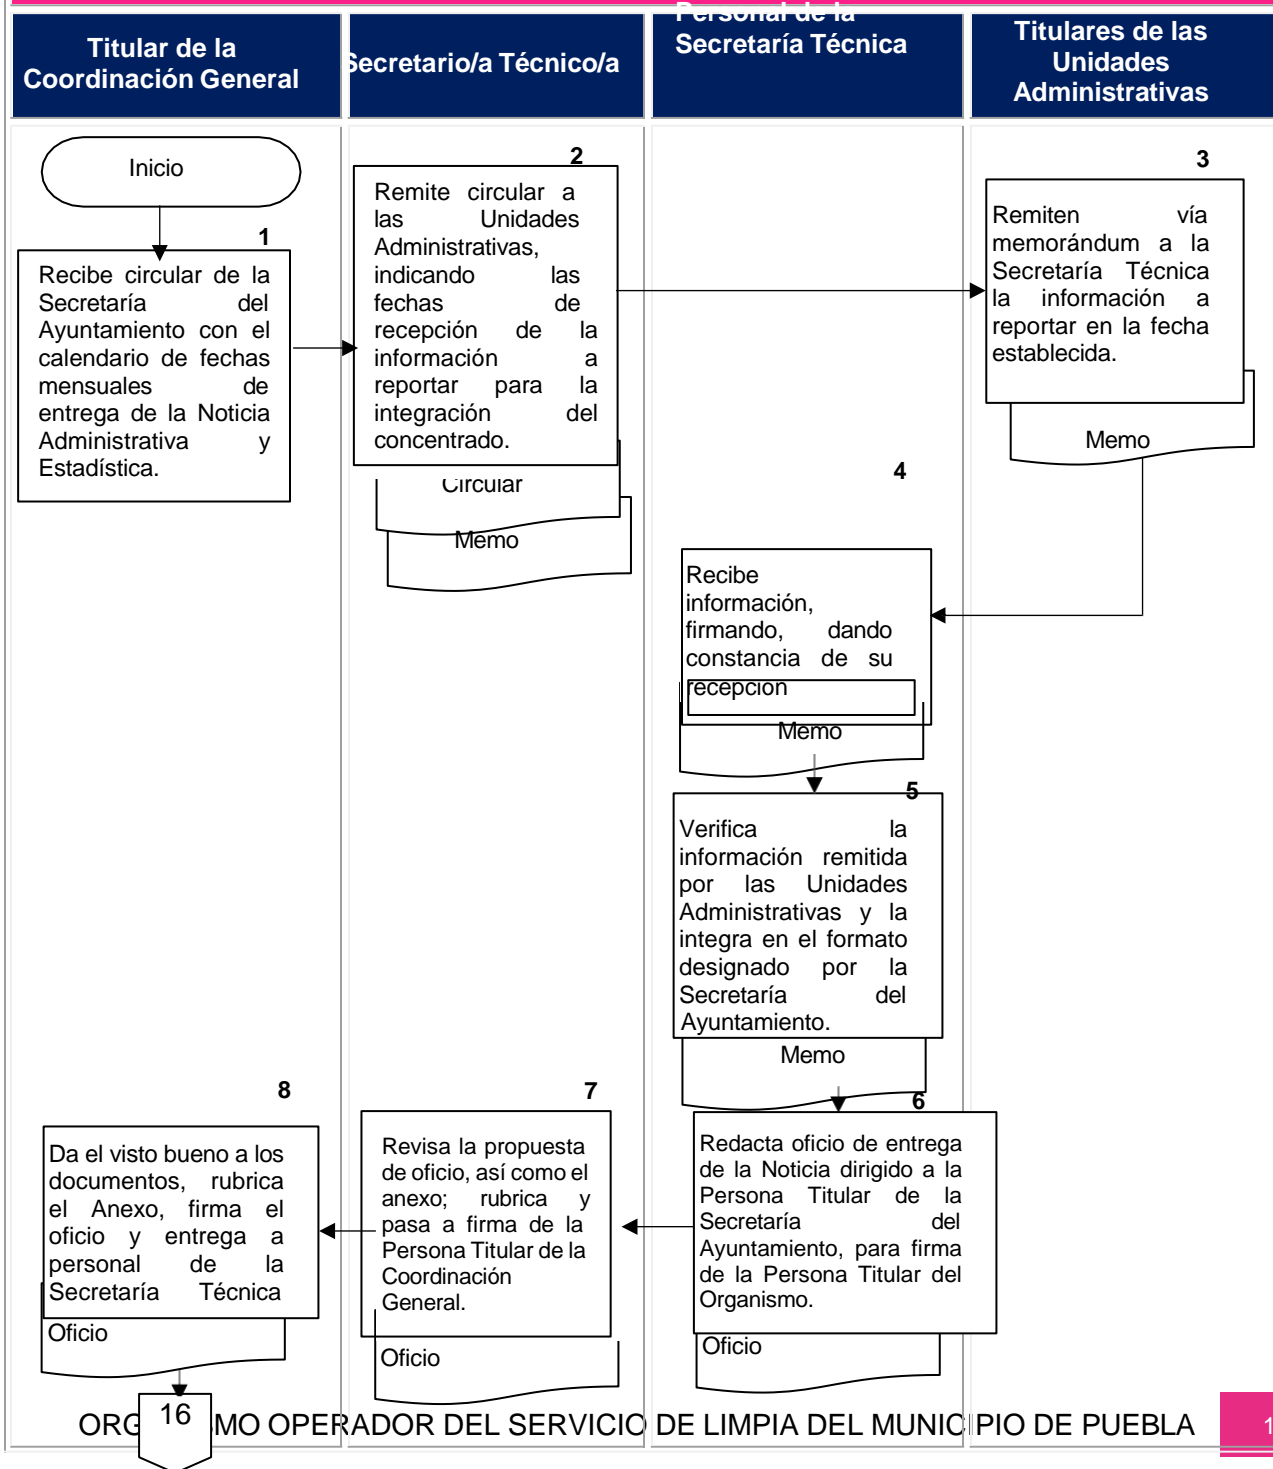 Titular de la
Coordinación General
Secretario/a Técnico/a
Personal de la
Secretaría Técnica
Titulares de las
Unidades
Administrativas
Inicio
1
Recibe circular de la
Secretaría del
Ayuntamiento con el
calendario de fechas
mensuales de
entrega de la Noticia
Administrativa y
Estadística.
2
Remite circular a
las Unidades
Administrativas,
indicando las
fechas de
recepción de la
información a
reportar para la
integración del
concentrado.
Circular
Memo
3
Remiten vía
memorándum a la
Secretaría Técnica
la información a
reportar en la fecha
establecida.
Memo
4
Recibe
información,
firmando, dando
constancia de su
recepción
Memo
5
Verifica la
información remitida
por las Unidades
Administrativas y la
integra en el formato
designado por la
Secretaría del
Ayuntamiento.
Memo
6
Redacta oficio de entrega
de la Noticia dirigido a la
Persona Titular de la
Secretaría del
Ayuntamiento, para firma
de la Persona Titular del
Organismo.
Oficio
7
Revisa la propuesta
de oficio, así como el
anexo; rubrica y
pasa a firma de la
Persona Titular de la
Coordinación
General.
Oficio
8
Da el visto bueno a los
documentos, rubrica
el Anexo, firma el
oficio y entrega a
personal de la
Secretaría Técnica
Oficio
16
ORG MO OPERADOR DEL SERVICIO DE LIMPIA DEL MUNICIPIO DE PUEBLA
1